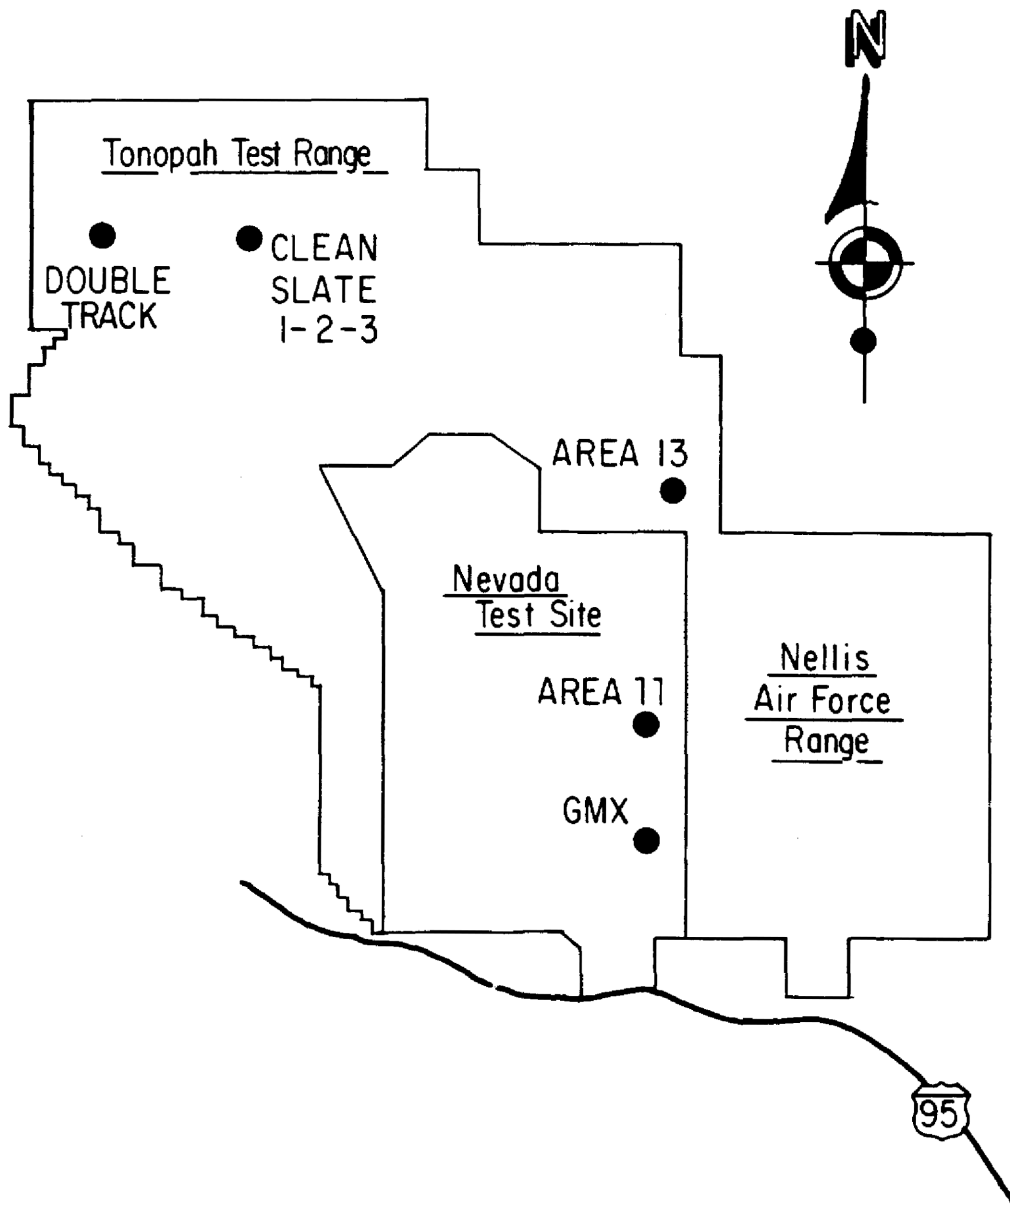 N
Tonopah Test Range
DOUBLE
TRACK
CLEAN
SLATE
1-2-3
AREA 13
Nevada
Test Site
AREA 11
GMX
Nellis
Air Force
Range
95